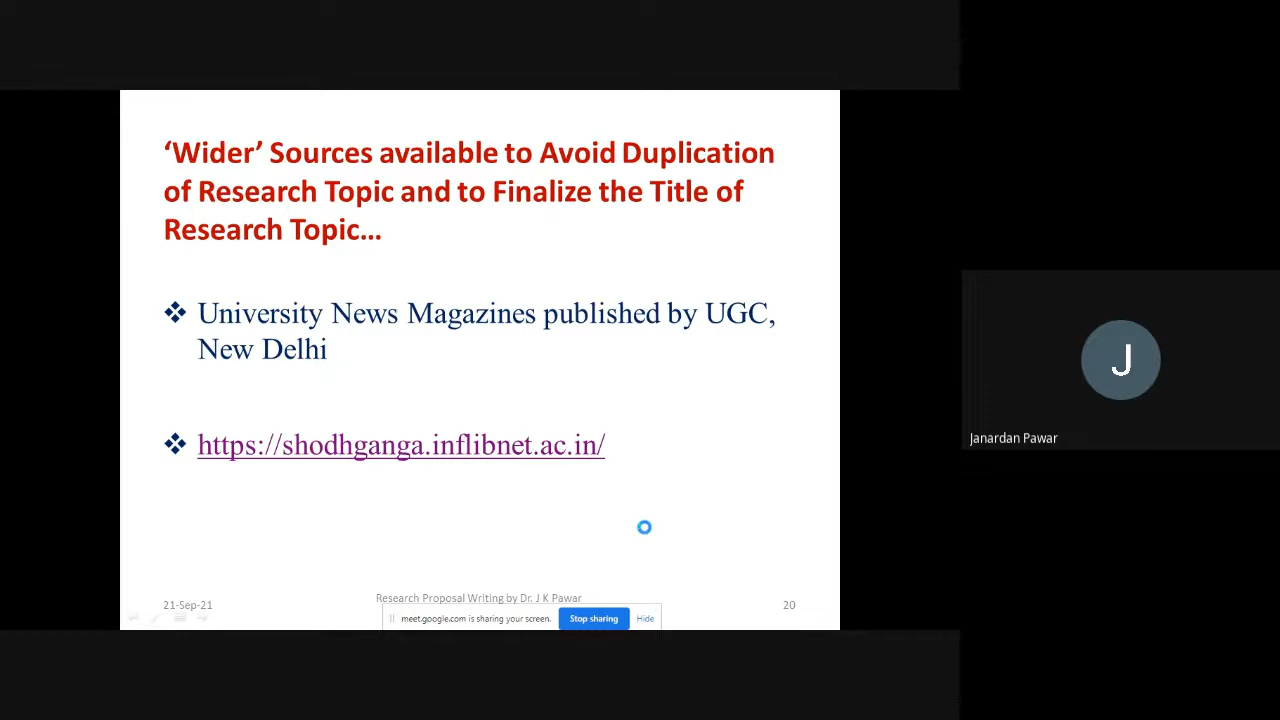 ‘Wider’ Sources available to Avoid Duplication
of Research Topic and to Finalize the Title of
Research Topic...
❖ University News Magazines published by UGC,
New Delhi
❖ https://shodhganga.inflibnet.ac.in/
21-Sep-21
Research Proposal Writing by Dr. J K Pawar
20
meet.google.com is sharing your screen.
Stop sharing
Hide
J
Janardan Pawar